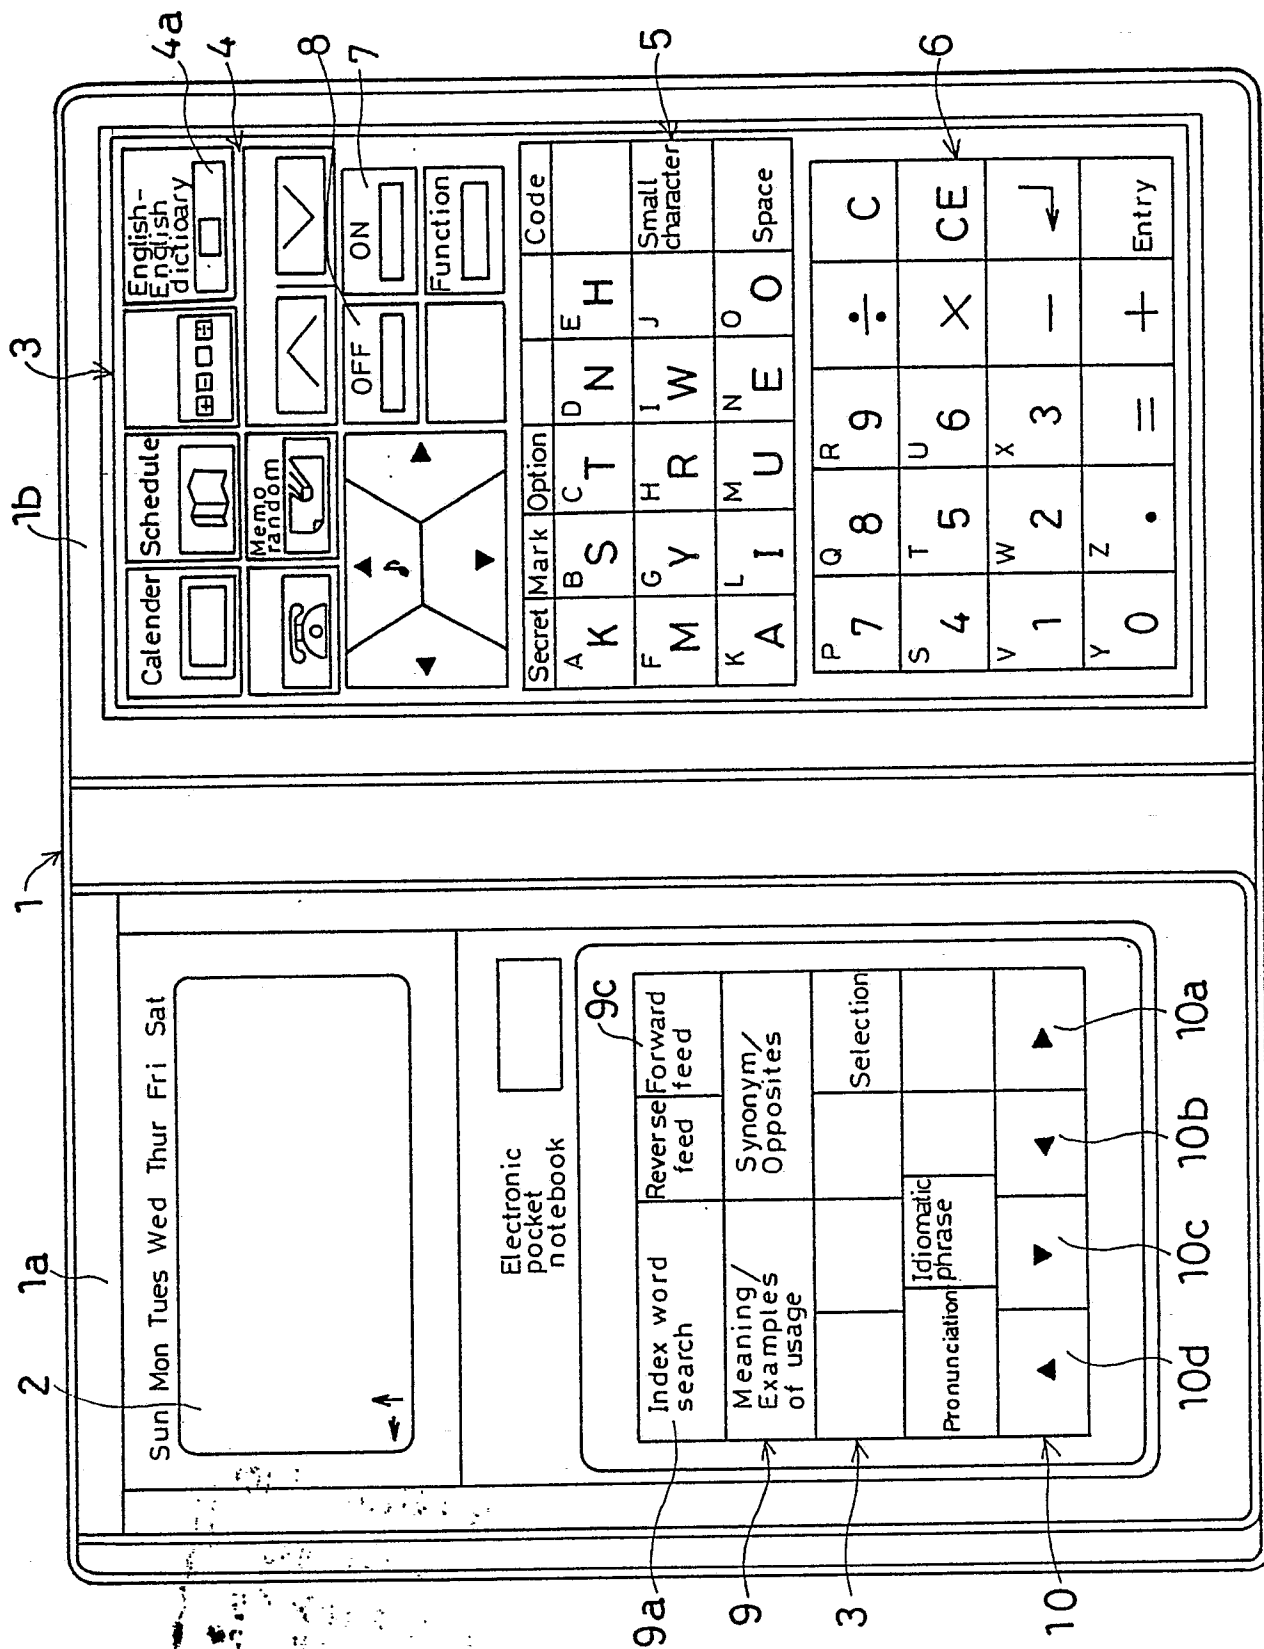 1
1a
1b
2
3
Sun Mon Tues Wed Thur Fri Sat
Electronic
pocket
notebook
9c
Index word
search
Reverse
feed
Forward
feed
Meaning/
Examples
of usage
Synonym/
Opposites
Selection
Pronunciation
Idiomatic
phrase
9a
9
3
10
10d
10c
10b
10a
Calender
Schedule
English-
English
dictioary
4a
4
Memo
random
8
7
OFF
ON
Function
Secret
Mark
Option
Code
5
A K
B S
C T
D N
E H
F M
G Y
H R
I W
J
Small
character
K A
L I
M U
N E
O O
Space
6
P 7
Q 8
R 9
÷
C
S 4
T 5
U 6
×
CE
V 1
W 2
X 3
−
Y 0
Z .
=
+
Entry